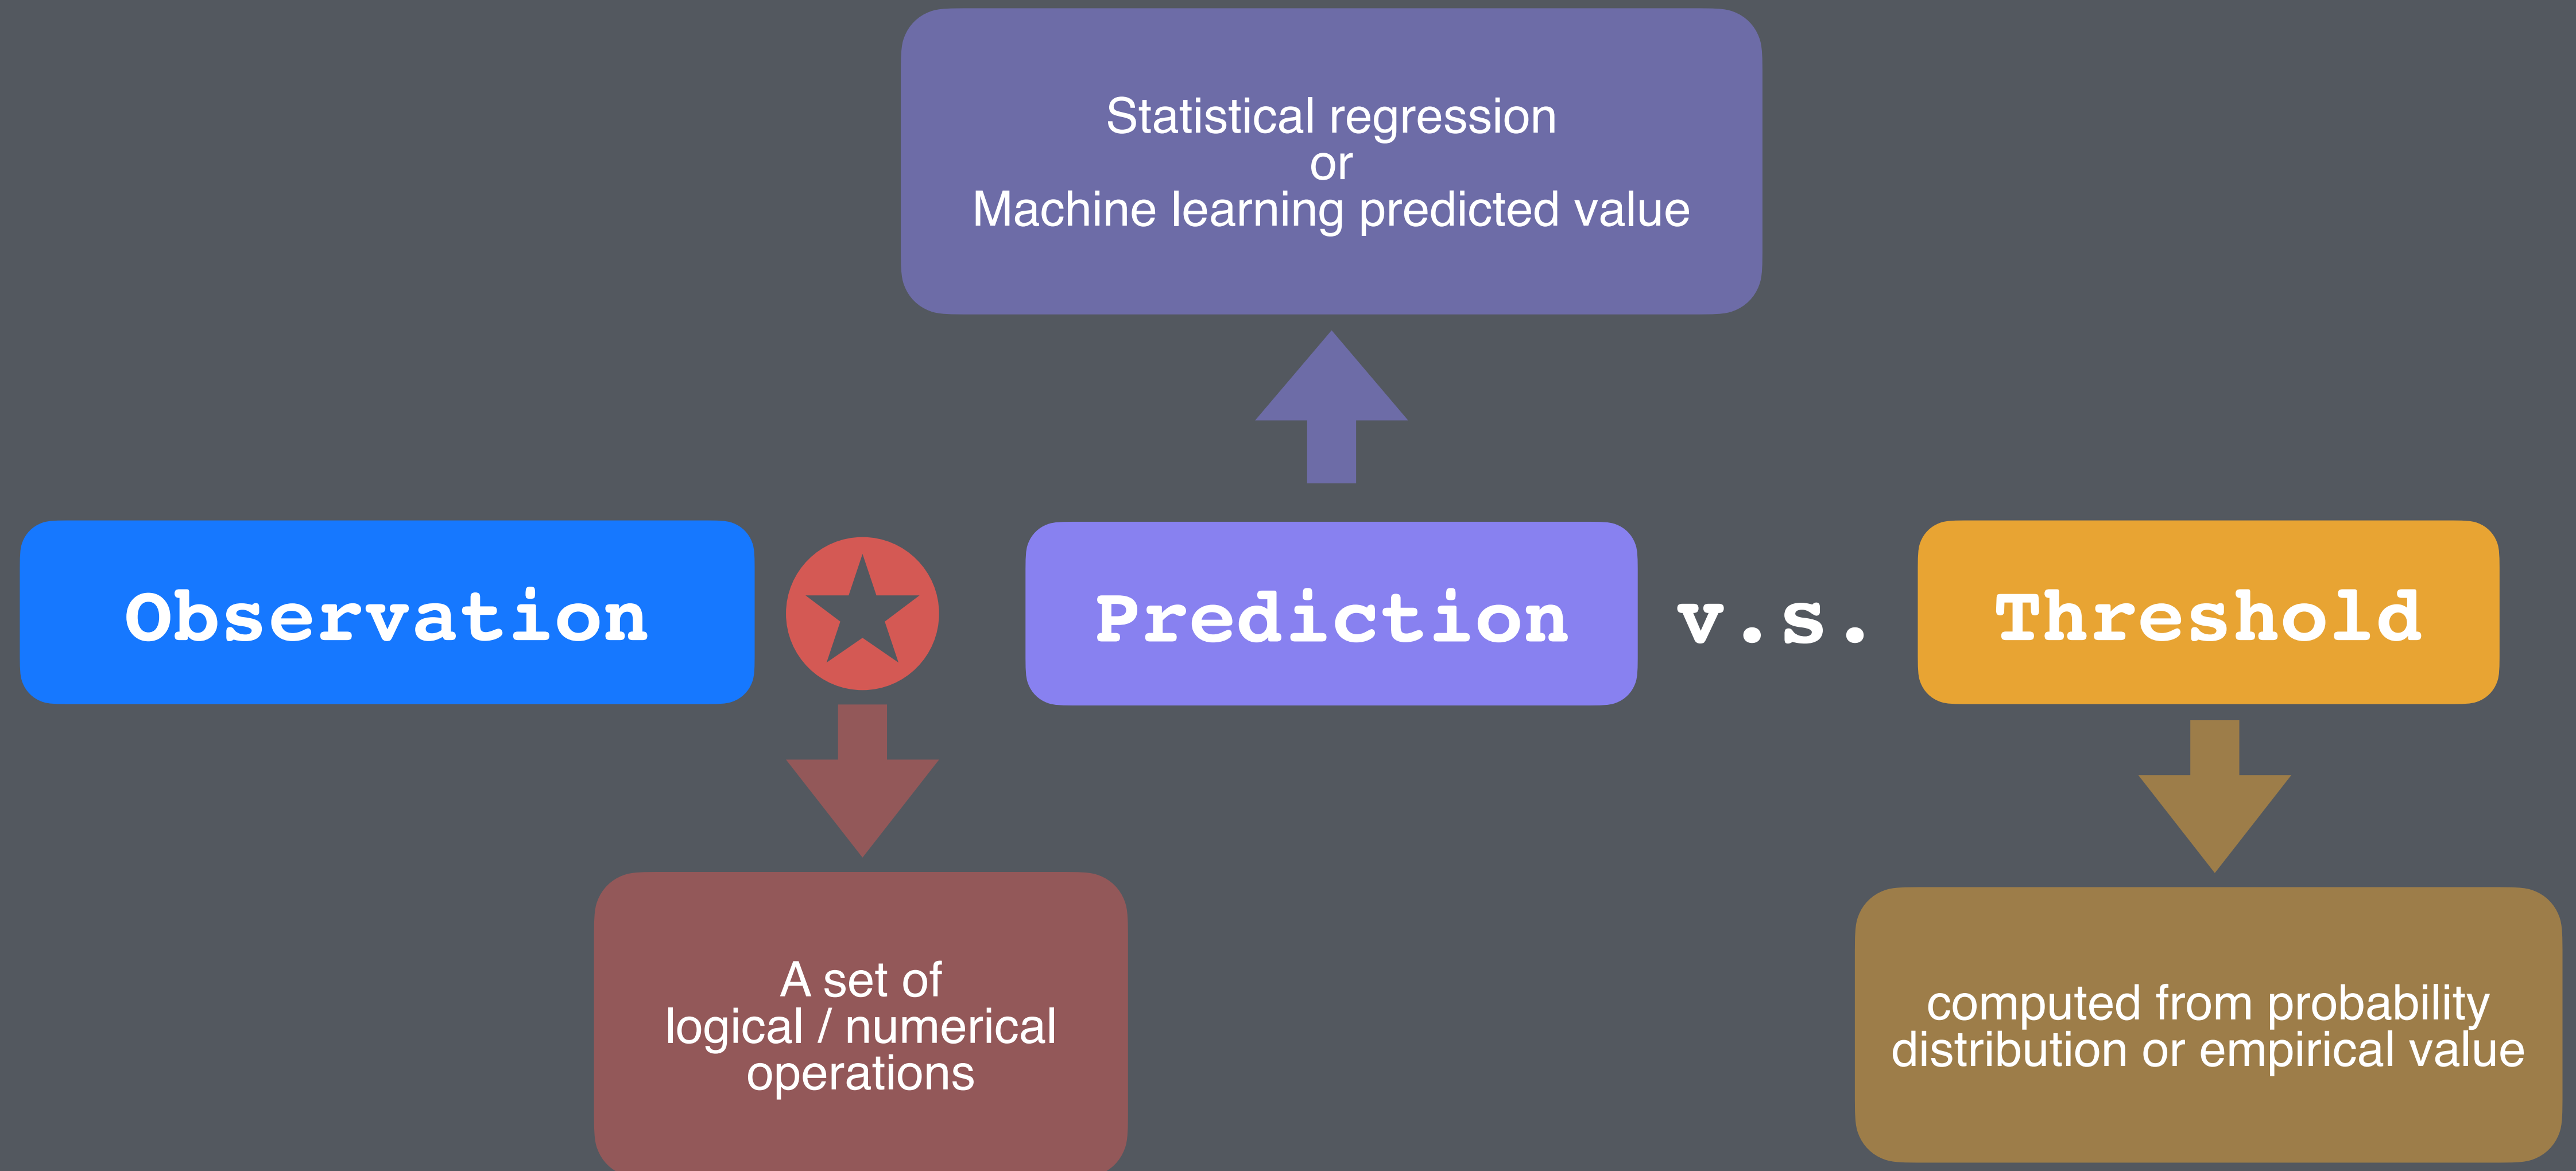 Statistical regression
or
Machine learning predicted value
Observation
Prediction
v.s.
Threshold
A set of
logical / numerical
operations
computed from probability
distribution or empirical value